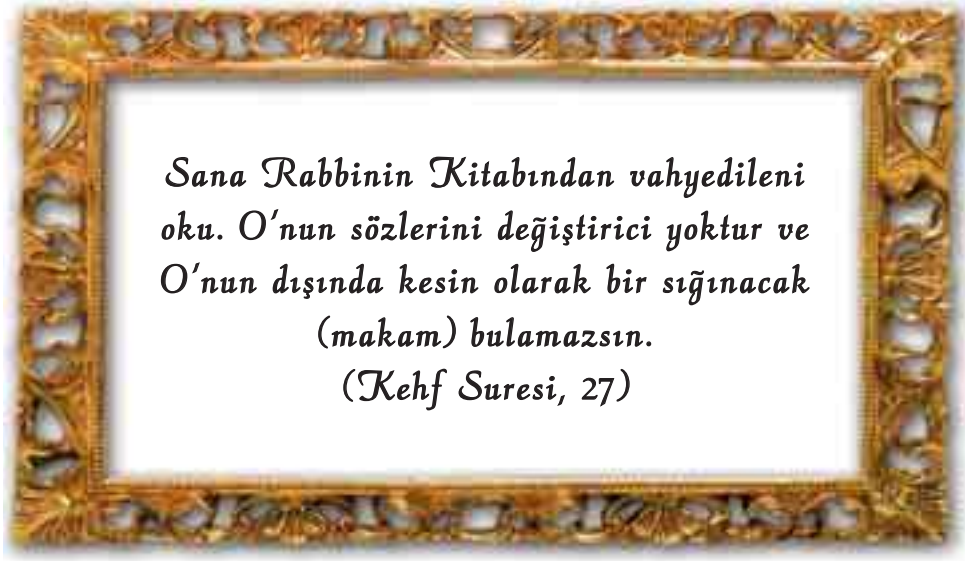 Sana Rabbinin Kitabından vahyedileni
oku. O'nun sözlerini değiştirici yoktur ve
O'nun dışında kesin olarak bir sığınacak
(makam) bulamazsın.
(Kehf Suresi, 27)